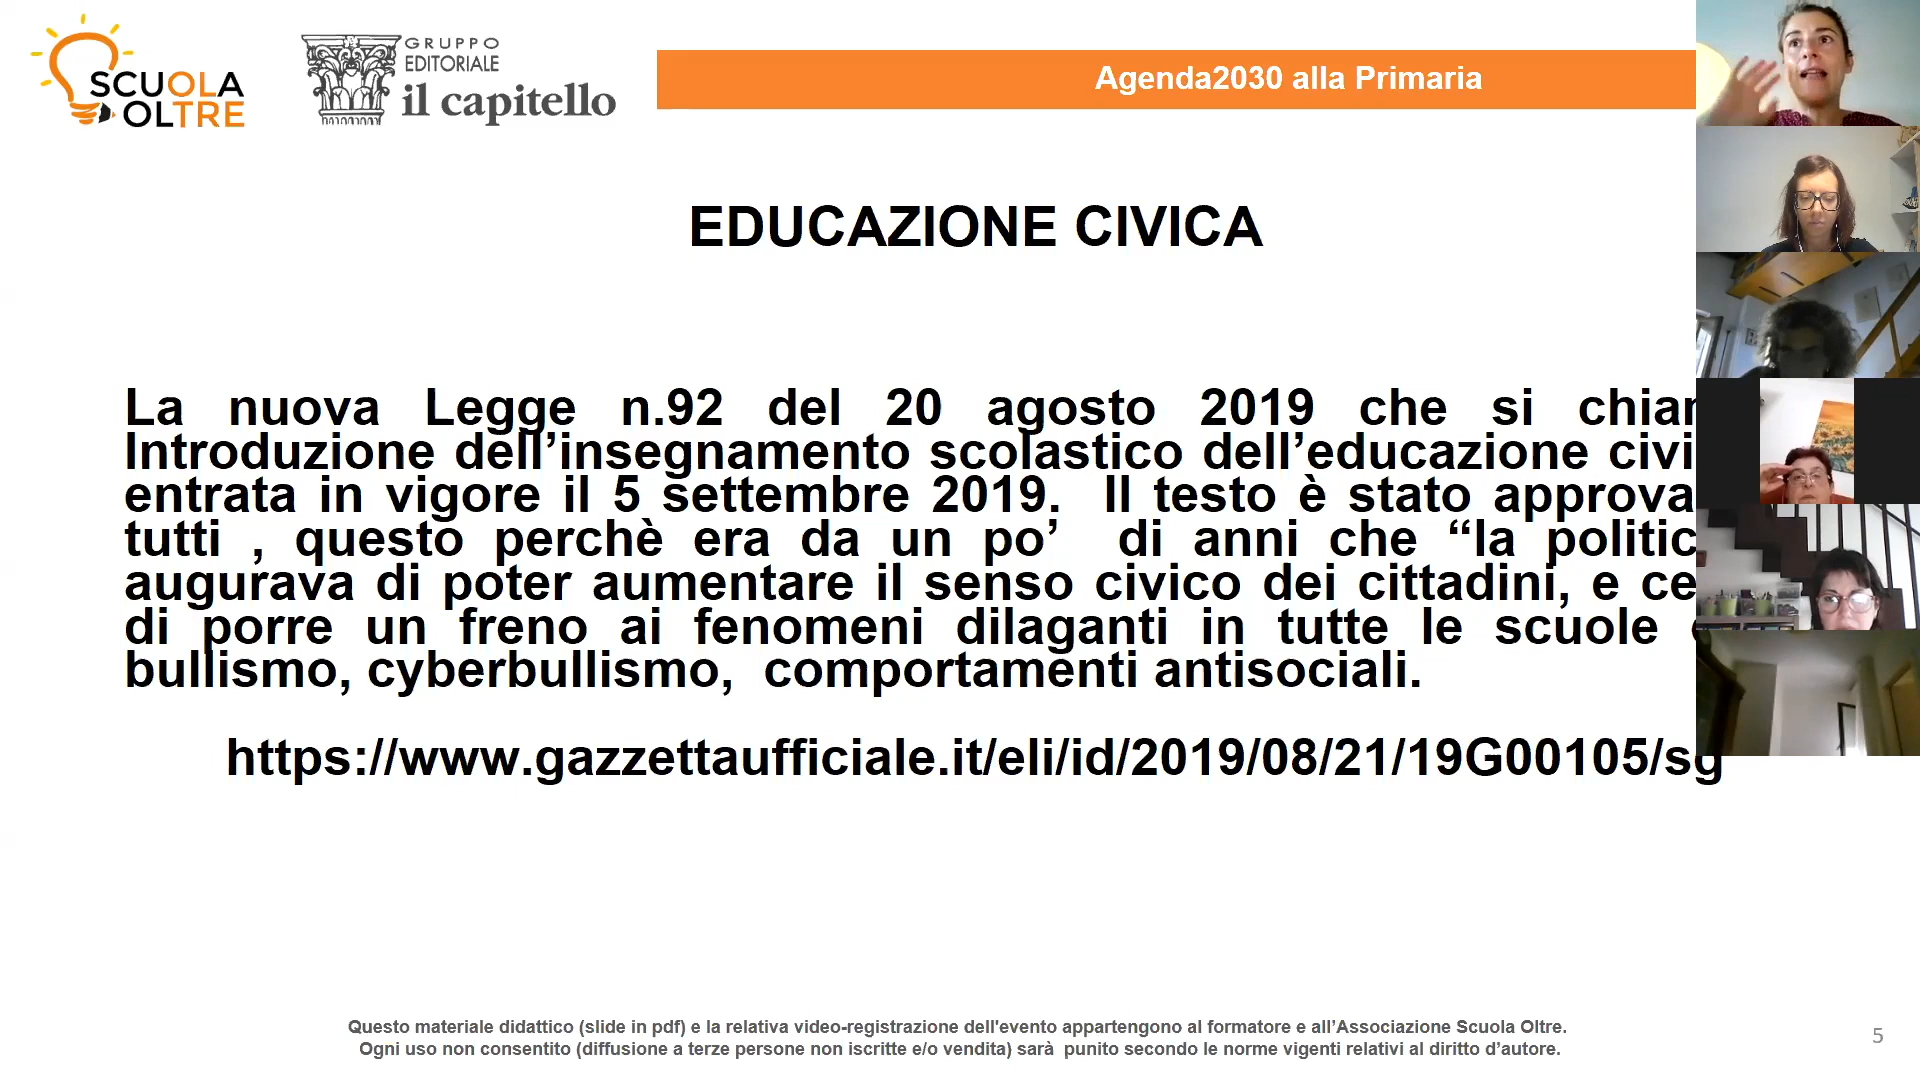 SCUOLA
OLTRE
GRUPPO
EDITORIALE
il capitello
Agenda2030 alla Primaria
EDUCAZIONE CIVICA
La nuova Legge n.92 del 20 agosto 2019 che si
Introduzione dell’insegnamento scolastico dell’educazione
entrata in vigore il 5 settembre 2019. Il testo è stato
tutti , questo perchè era da un po’ di anni che “la
augurava di poter aumentare il senso civico dei cittadini, e
di porre un freno ai fenomeni dilaganti in tutte le scuole
bullismo, cyberbullismo, comportamenti antisociali.
https://www.gazzettaufficiale.it/eli/id/2019/08/21/19G00105/sg
Questo materiale didattico (slide in pdf) e la relativa video-registrazione dell'evento appartengono al formatore e all’Associazione Scuola Oltre.
Ogni uso non consentito (diffusione a terze persone non iscritte e/o vendita) sarà punito secondo le norme vigenti relativi al diritto d’autore.
5